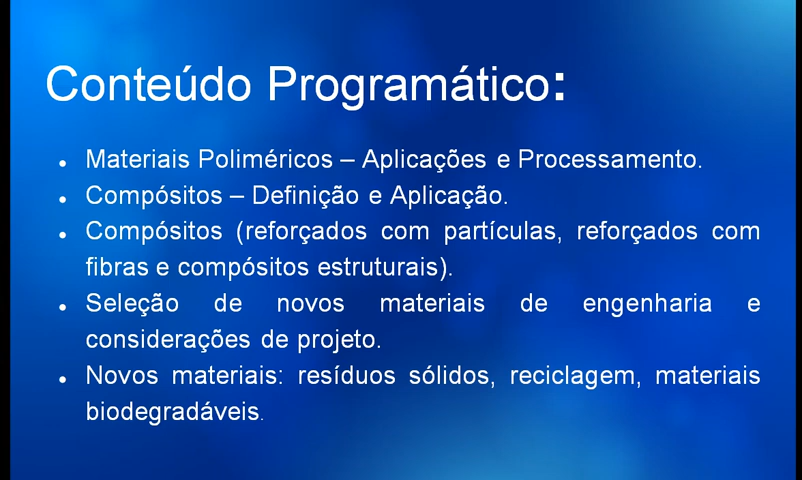 Conteúdo Programático:
• Materiais Poliméricos – Aplicações e Processamento.
• Compósitos – Definição e Aplicação.
• Compósitos (reforçados com partículas, reforçados com
fibras e compósitos estruturais).
• Seleção de novos materiais de engenharia e
considerações de projeto.
• Novos materiais: resíduos sólidos, reciclagem, materiais
biodegradáveis.